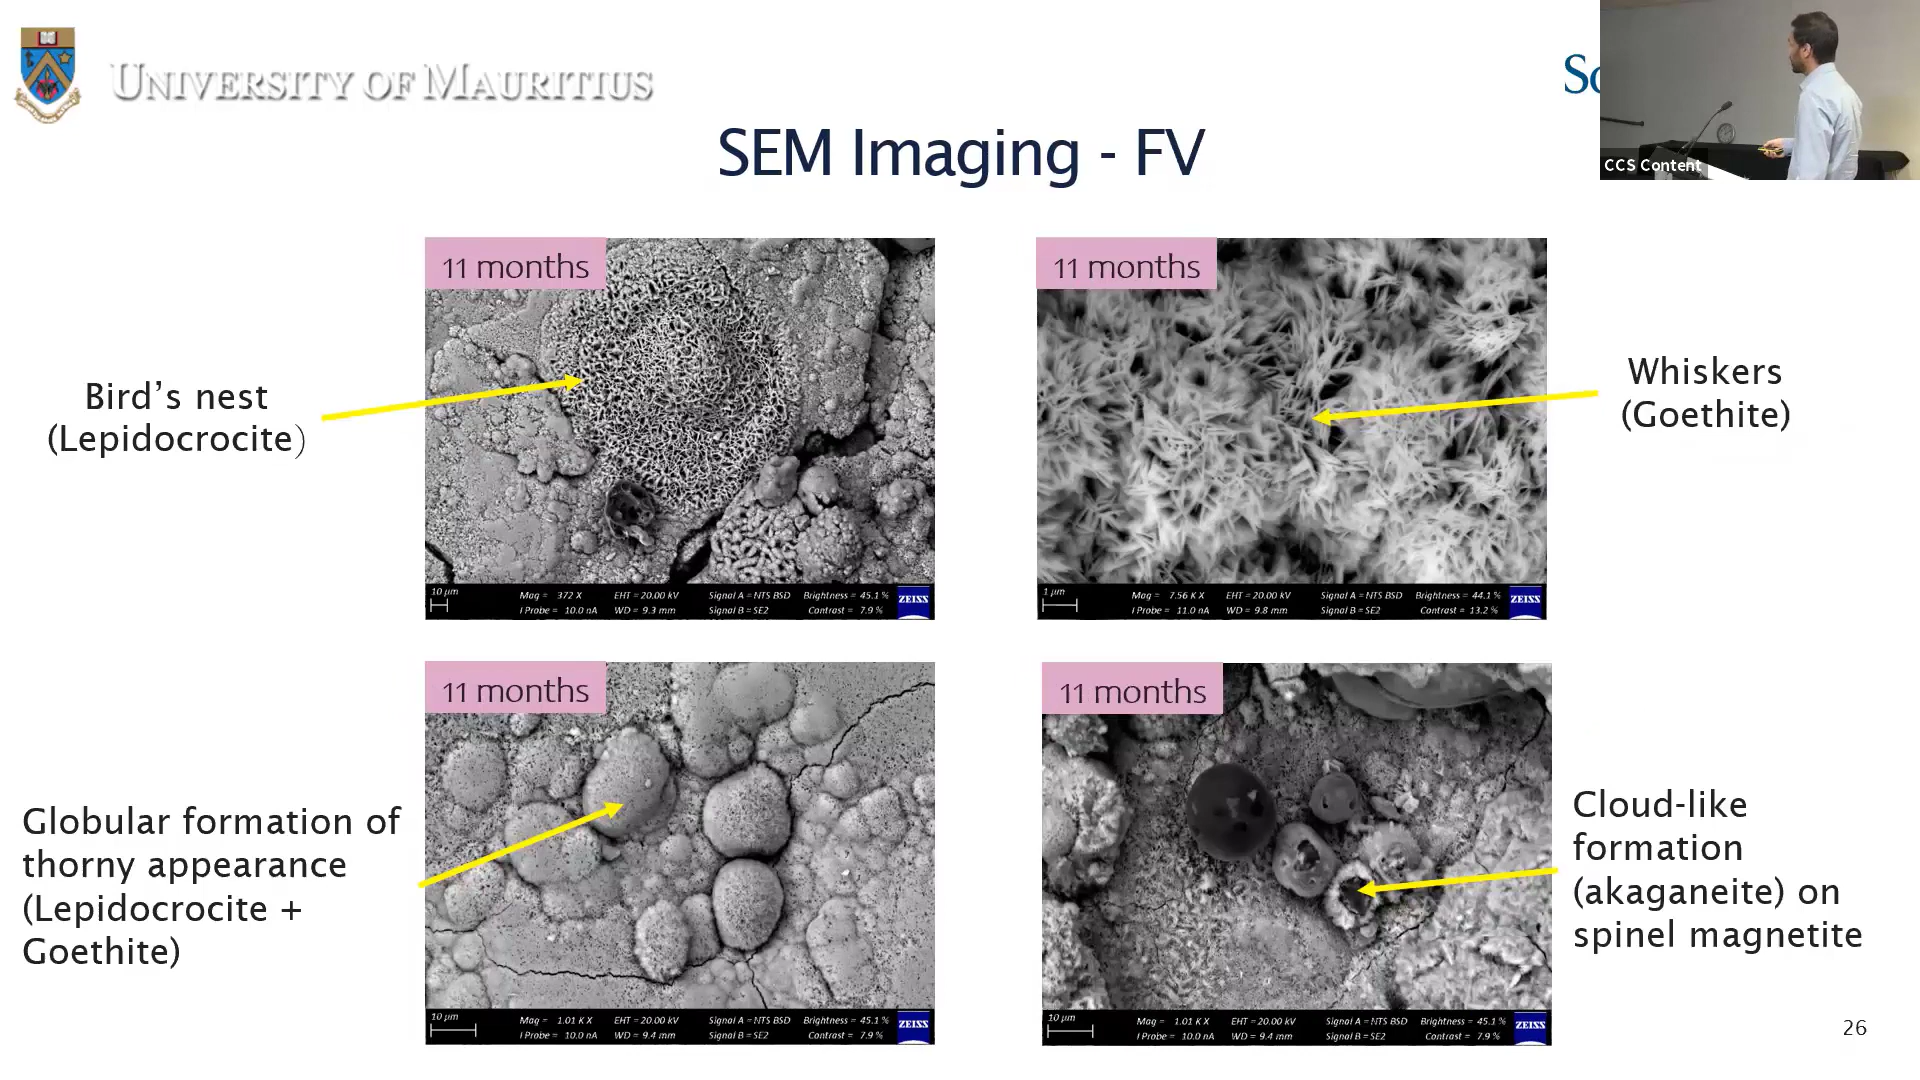 UNIVERSITY OF MAURITIUS
So
CCS Content
SEM Imaging - FV
11 months
Bird's nest
(Lepidocrocite)
10 µm
Mag = 372 X
EHT = 20.00 kV
Signal A = NTS BSD
Brightness = 45.1 %
I Probe = 10.0 nA
WD = 9.3 mm
Signal B = SE2
Contrast = 7.9 %
ZEISS
11 months
Whiskers
(Goethite)
1 µm
Mag = 7.56 K X
EHT = 20.00 kV
Signal A = NTS BSD
Brightness = 44.1 %
I Probe = 11.0 nA
WD = 9.8 mm
Signal B = SE2
Contrast = 13.2 %
ZEISS
11 months
Globular formation of
thorny appearance
(Lepidocrocite +
Goethite)
10 µm
Mag = 1.01 K X
EHT = 20.00 kV
Signal A = NTS BSD
Brightness = 45.1 %
I Probe = 10.0 nA
WD = 9.4 mm
Signal B = SE2
Contrast = 7.9 %
ZEISS
11 months
Cloud-like
formation
(akaganeite) on
spinel magnetite
10 µm
Mag = 1.01 K X
EHT = 20.00 kV
Signal A = NTS BSD
Brightness = 45.1 %
I Probe = 10.0 nA
WD = 9.4 mm
Signal B = SE2
Contrast = 7.9 %
ZEISS
26